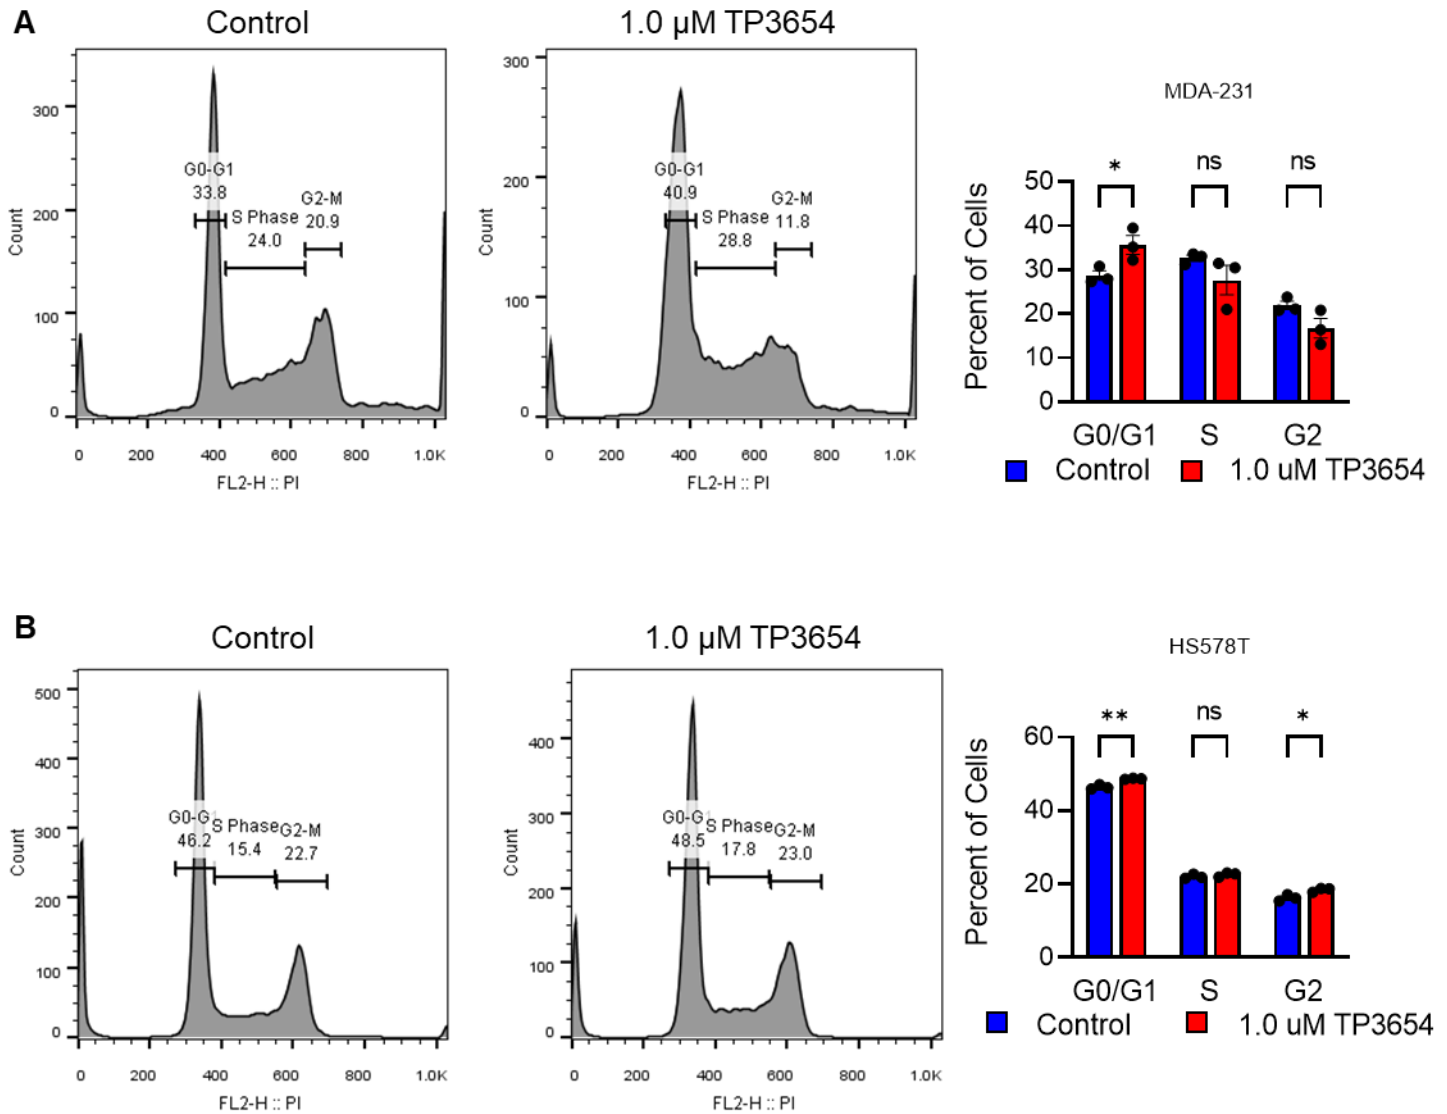 A
Control
1.0 µM TP3654
Count
300
200
100
0
G0-G1
33.8
S Phase
24.0
G2-M
20.9
0 200 400 600 800 1.0K
FL2-H :: PI
Count
300
200
100
0
G0-G1
40.9
S Phase
28.8
G2-M
11.8
0 200 400 600 800 1.0K
FL2-H :: PI
MDA-231
Percent of Cells
50
40
30
20
10
0
* ns ns
G0/G1 S G2
Control 1.0 uM TP3654
B
Control
1.0 µM TP3654
Count
500
400
300
200
100
0
G0-G
46.2
S Phase
15.4
G2-M
22.7
0 200 400 600 800 1.0K
FL2-H :: PI
Count
400
300
200
100
0
G0-G
48.5
S Phase
17.8
G2-M
23.0
0 200 400 600 800 1.0K
FL2-H :: PI
HS578T
Percent of Cells
60
40
20
0
** ns *
G0/G1 S G2
Control 1.0 uM TP3654